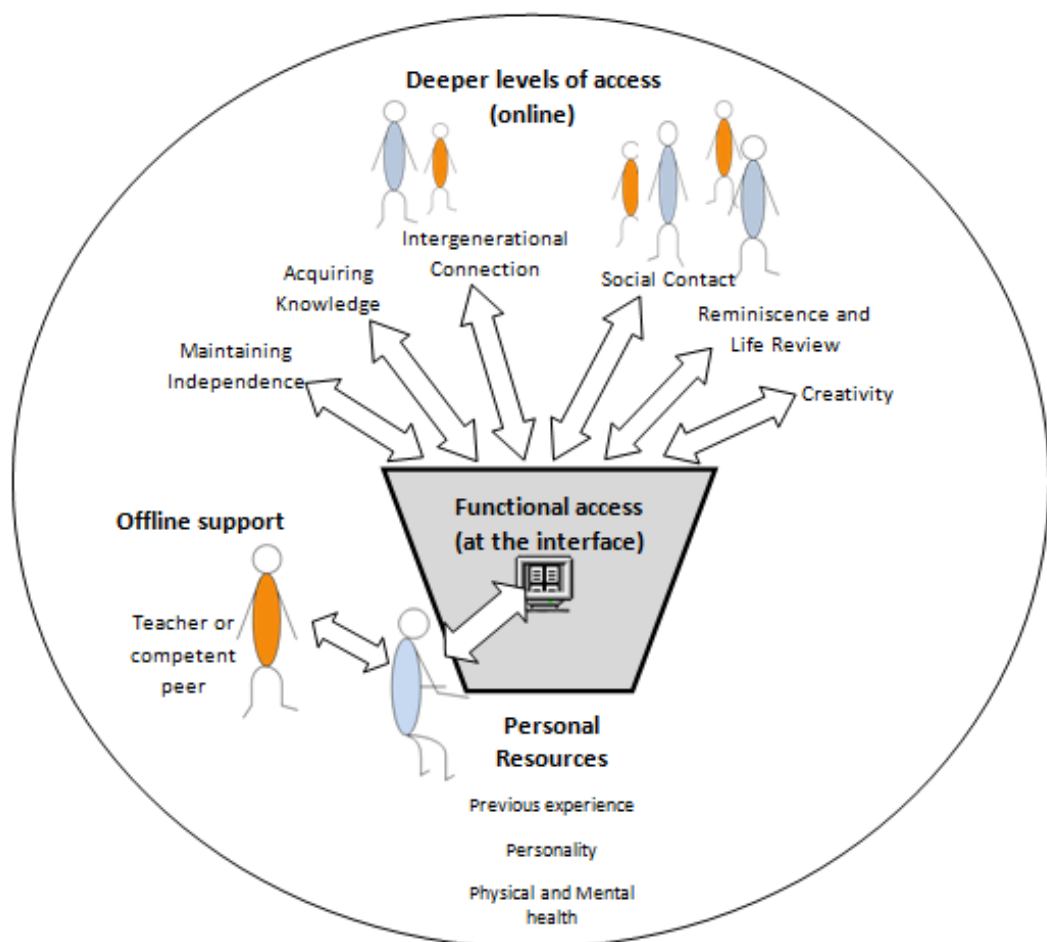 Deeper levels of access
(online)
Intergenerational
Connection
Acquiring
Knowledge
Maintaining
Independence
Social Contact
Reminiscence and
Life Review
Creativity
Functional access
(at the interface)
Offline support
Teacher or
competent
peer
Personal
Resources
Previous experience
Personality
Physical and Mental
health